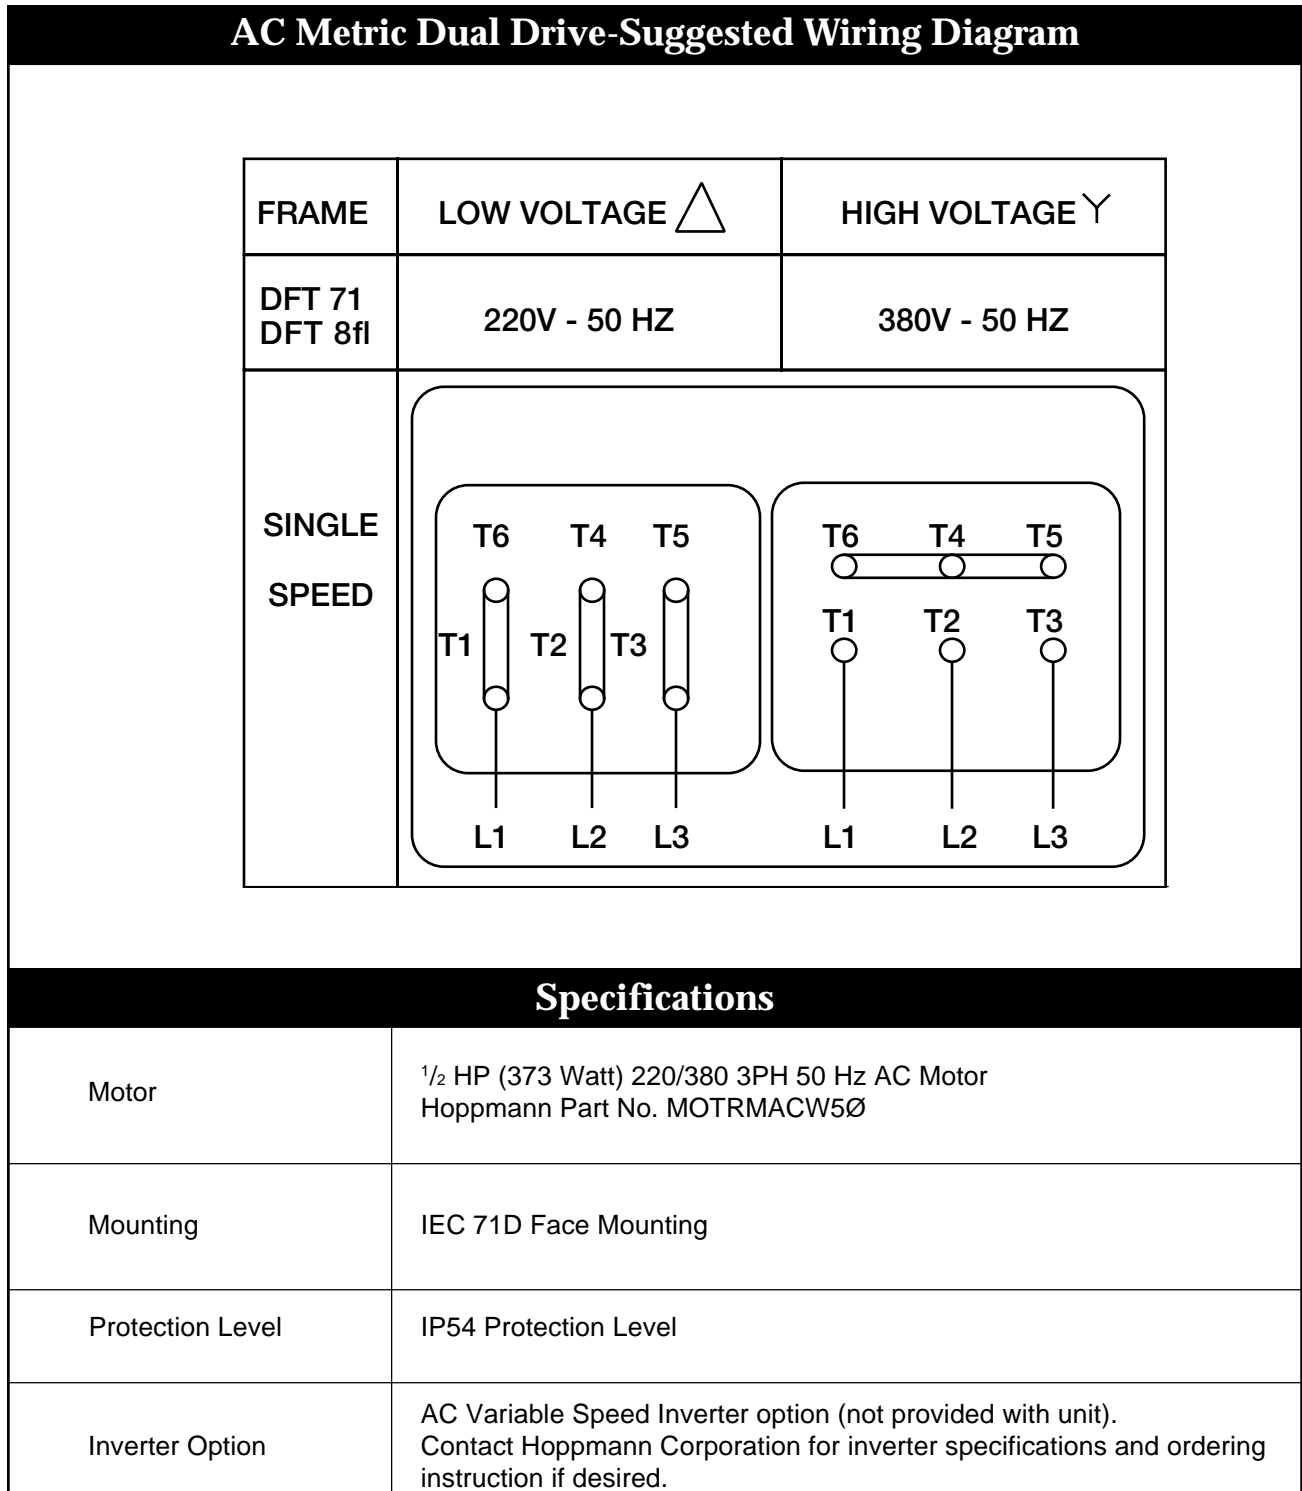 AC Metric Dual Drive-Suggested Wiring Diagram
FRAME LOW VOLTAGE HIGH VOLTAGE
DFT 71
DFT 8fl
220V - 50 HZ 380V - 50 HZ
SINGLE
SPEED
T6 T4 T5
T1 T2 T3
L1 L2 L3
T6 T4 T5
T1 T2 T3
L1 L2 L3
Specifications
Motor
1/2 HP (373 Watt) 220/380 3PH 50 Hz AC Motor
Hoppmann Part No. MOTRMACW5Ø
Mounting
IEC 71D Face Mounting
Protection Level
IP54 Protection Level
Inverter Option
AC Variable Speed Inverter option (not provided with unit).
Contact Hoppmann Corporation for inverter specifications and ordering
instruction if desired.